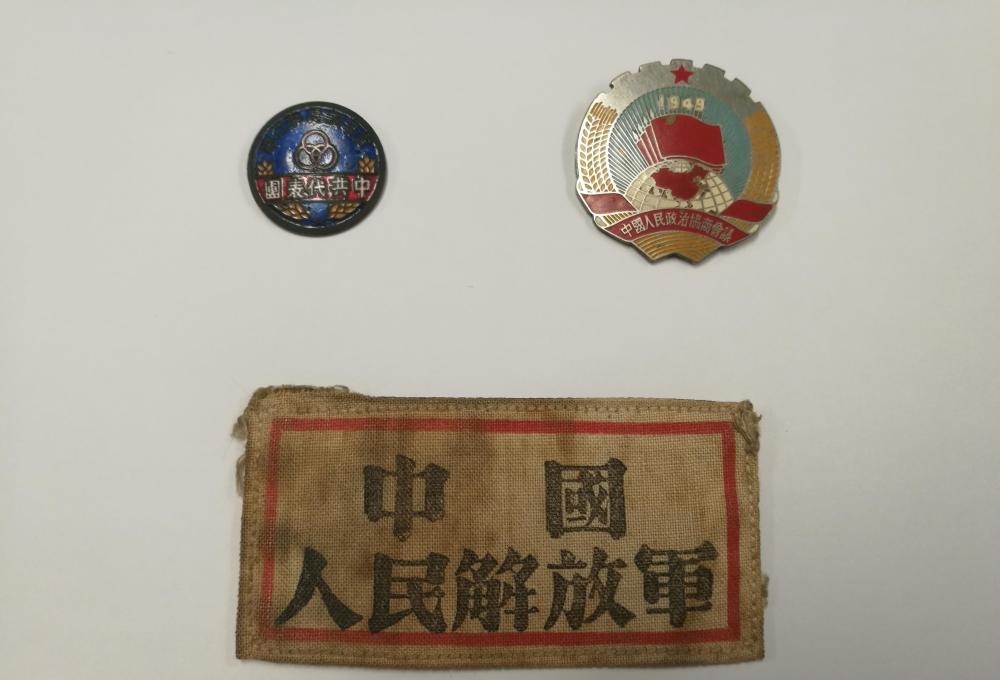 中共代表團
1949
中國人民政治協商會議
中國
人民解放軍